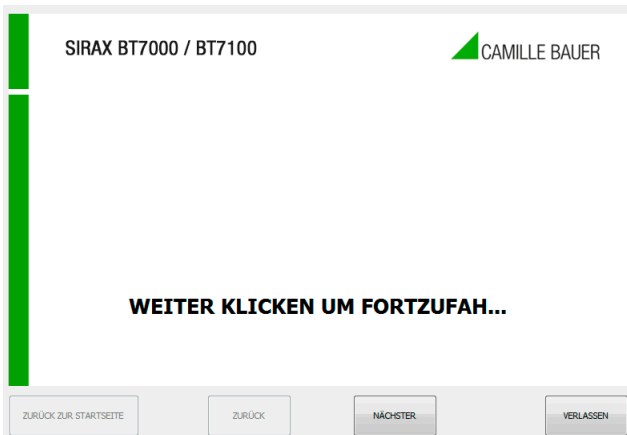 SIRAX BT7000 / BT7100
CAMILLE BAUER
WEITER KLICKEN UM FORTZUFAH...
ZURÜCK ZUR STARTSEITE
ZURÜCK
NÄCHSTER
VERLASSEN